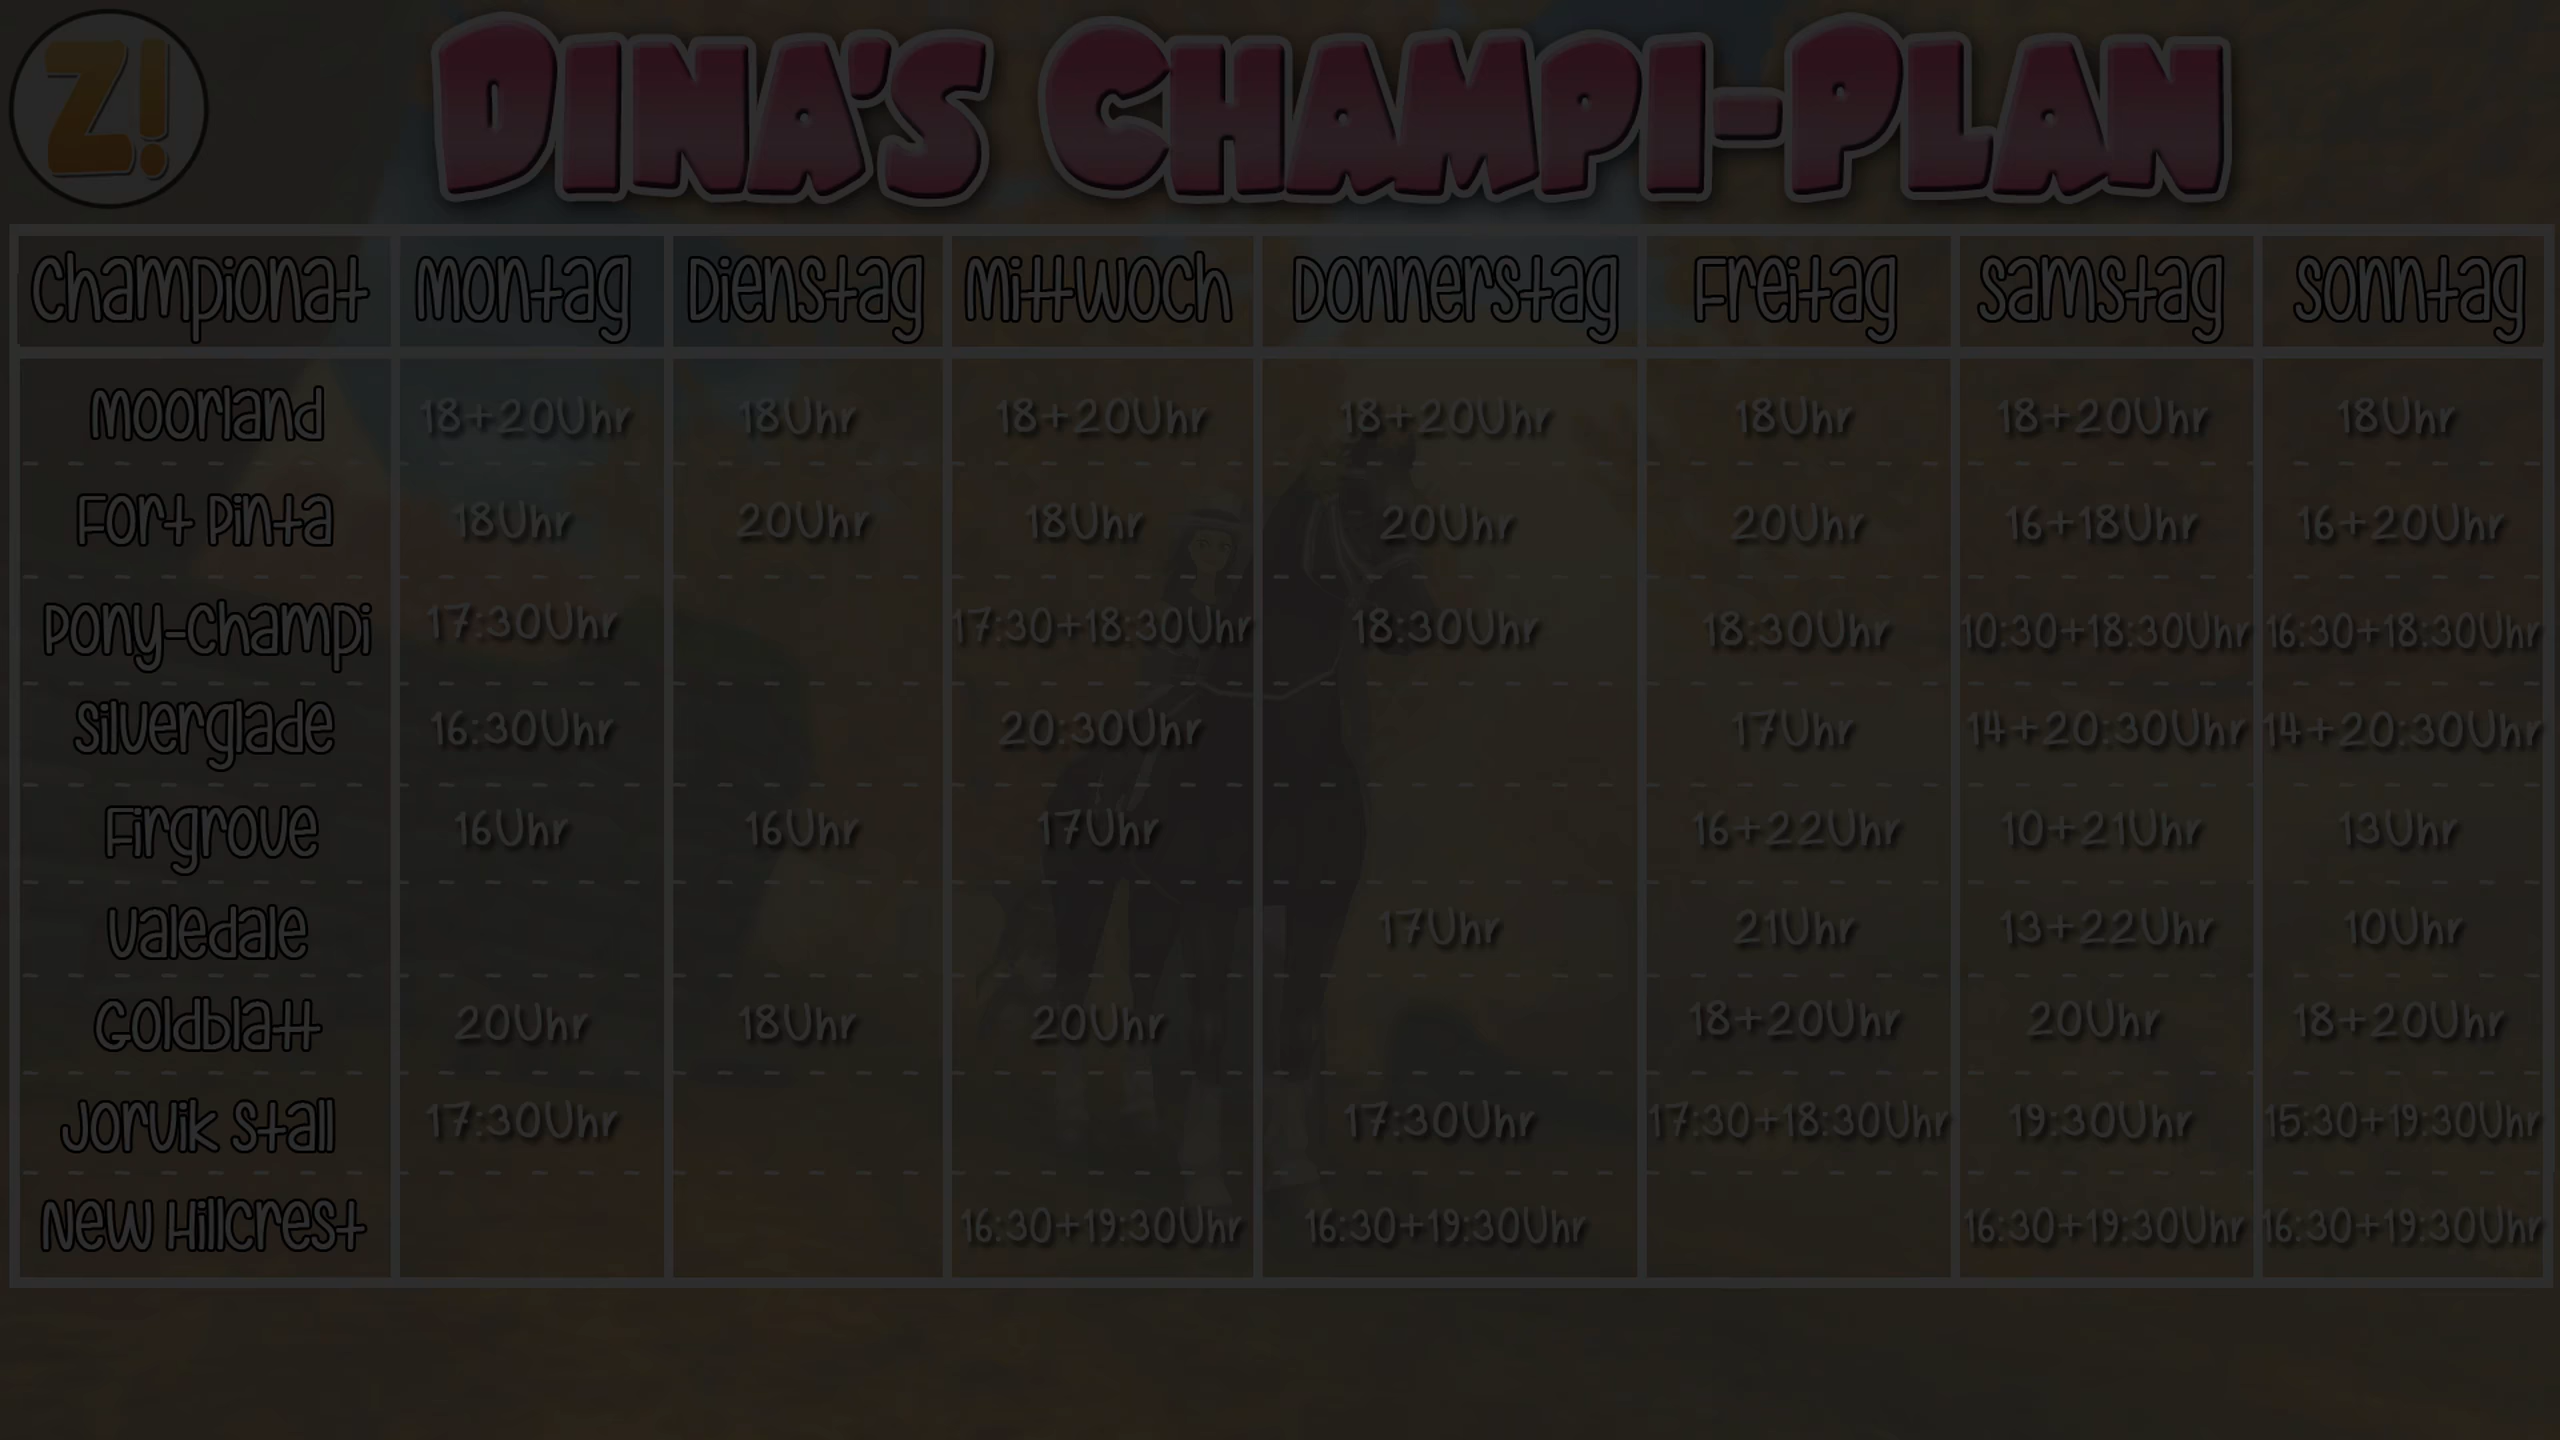 Z!
DINA'S CHAMPI-PLAN
Championat Montag Dienstag Mittwoch Donnerstag Freitag Samstag Sonntag
Moorland 18+20Uhr 18Uhr 18+20Uhr 18+20Uhr 18Uhr 18+20Uhr 18Uhr
Fort Pinta 18Uhr 20Uhr 18Uhr 20Uhr 20Uhr 16+18Uhr 16+20Uhr
Pony-Champi 17:30Uhr 17:30+18:30Uhr 18:30Uhr 18:30Uhr 10:30+18:30Uhr 16:30+18:30Uhr
Silverglade 16:30Uhr 20:30Uhr 17Uhr 14+20:30Uhr 14+20:30Uhr
Firgrove 16Uhr 16Uhr 17Uhr 16+22Uhr 10+21Uhr 13Uhr
Valedale 17Uhr 21Uhr 13+22Uhr 10Uhr
Goldblatt 20Uhr 18Uhr 20Uhr 18+20Uhr 20Uhr 18+20Uhr
Jorvik Stall 17:30Uhr 17:30Uhr 17:30+18:30Uhr 19:30Uhr 15:30+19:30Uhr
New Hillcrest 16:30+19:30Uhr 16:30+19:30Uhr 16:30+19:30Uhr 16:30+19:30Uhr